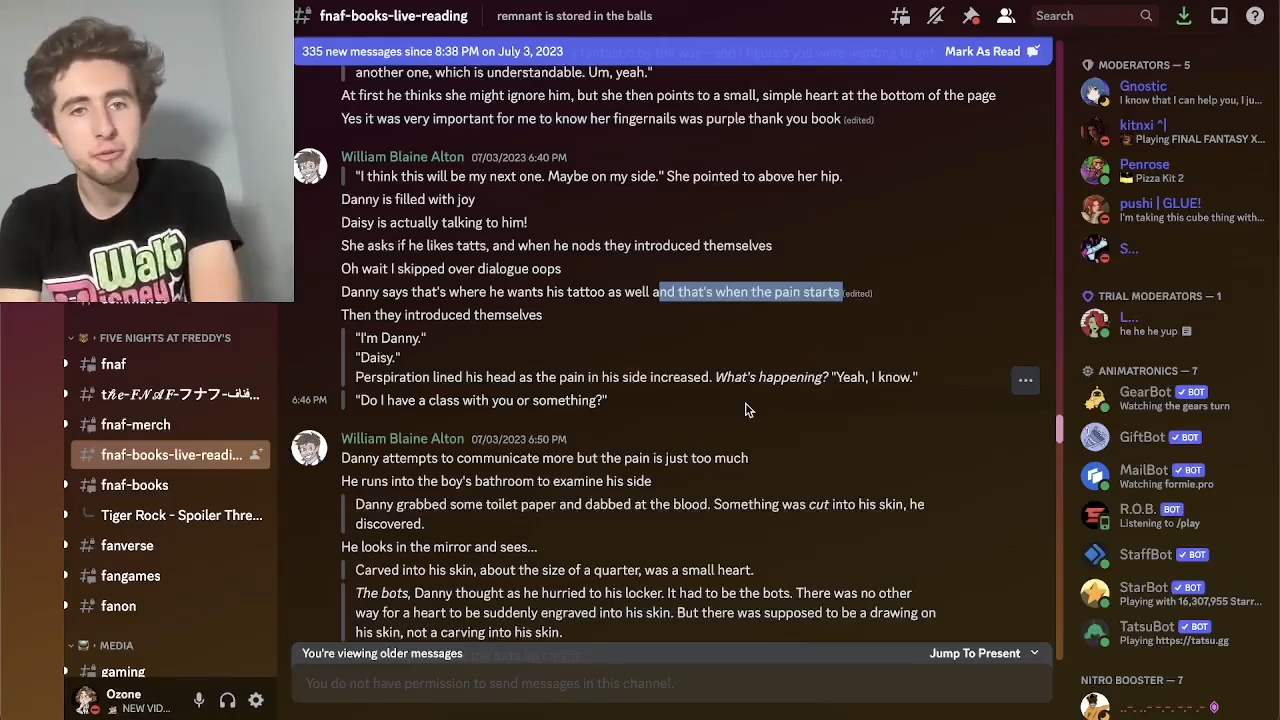 fnaf-books-live-reading
remnant is stored in the balls
Search
335 new messages since 8:38 PM on July 3, 2023
Mark As Read
another one, which is understandable. Um, yeah."
At first he thinks she might ignore him, but she then points to a small, simple heart at the bottom of the page
Yes it was very important for me to know her fingernails was purple thank you book (edited)
William Blaine Alton 07/03/2023 6:40 PM
"I think this will be my next one. Maybe on my side." She pointed to above her hip.
Danny is filled with joy
Daisy is actually talking to him!
She asks if he likes tatts, and when he nods they introduced themselves
Oh wait I skipped over dialogue oops
Danny says that's where he wants his tattoo as well and that's when the pain starts (edited)
Then they introduced themselves
"I'm Danny."
"Daisy."
Perspiration lined his head as the pain in his side increased. What's happening? "Yeah, I know."
6:46 PM
"Do I have a class with you or something?"
William Blaine Alton 07/03/2023 6:50 PM
Danny attempts to communicate more but the pain is just too much
He runs into the boy's bathroom to examine his side
Danny grabbed some toilet paper and dabbed at the blood. Something was cut into his skin, he
discovered.
He looks in the mirror and sees...
Carved into his skin, about the size of a quarter, was a small heart.
The bots, Danny thought as he hurried to his locker. It had to be the bots. There was no other
way for a heart to be suddenly engraved into his skin. But there was supposed to be a drawing on
his skin, not a carving into his skin.
You're viewing older messages
Jump To Present
You do not have permission to send messages in this channel.
Walt
Disney
FIVE NIGHTS AT FREDDY'S
fnaf
fnaf-merch
fnaf-books-live-readi...
fnaf-books
Tiger Rock - Spoiler Thre...
fanverse
fangames
fanon
MEDIA
gaming
Ozone
NEW VID...
MODERATORS — 5
Gnostic
I know that I can help you, I ju...
kitnxi ^|
Playing FINAL FANTASY X...
Penrose
Pizza Kit 2
pushi | GLUE!
I'm taking this cube thing with...
S...
TRIAL MODERATORS — 1
L...
he he he yup
ANIMATRONICS — 7
GearBot BOT
Watching the gears turn
GiftBot BOT
MailBot BOT
Watching formie.pro
R.O.B. BOT
Listening to /play
StaffBot BOT
StarBot BOT
Playing with 16,307,955 Starr...
TatsuBot BOT
Playing https://tatsu.gg
NITRO BOOSTER — 7